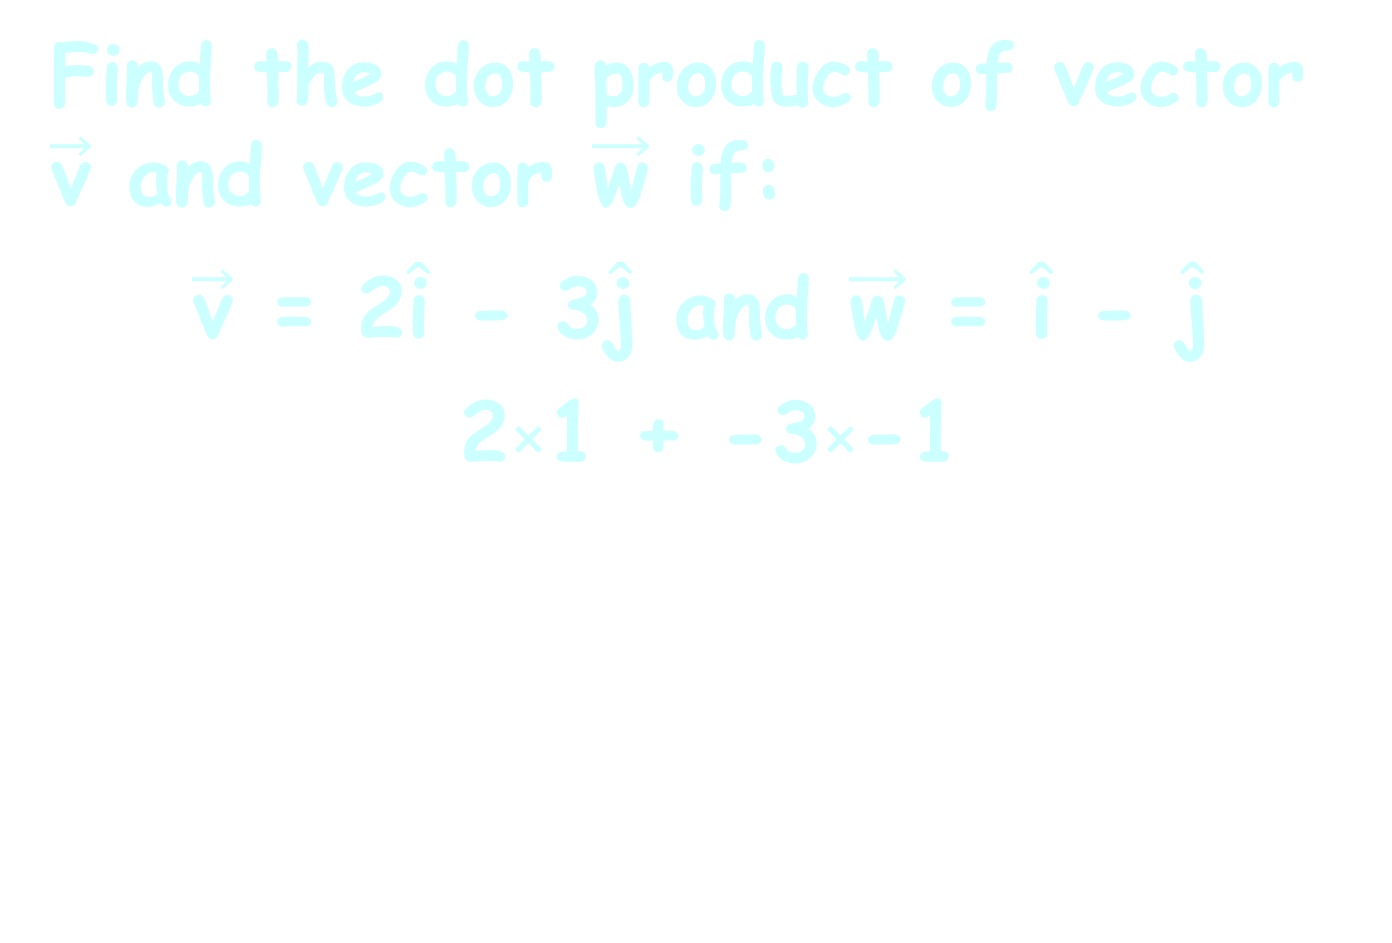 Find the dot product of vector
v⃗ and vector w⃗ if:
v⃗ = 2î - 3ĵ and w⃗ = î - ĵ
2×1 + -3×-1